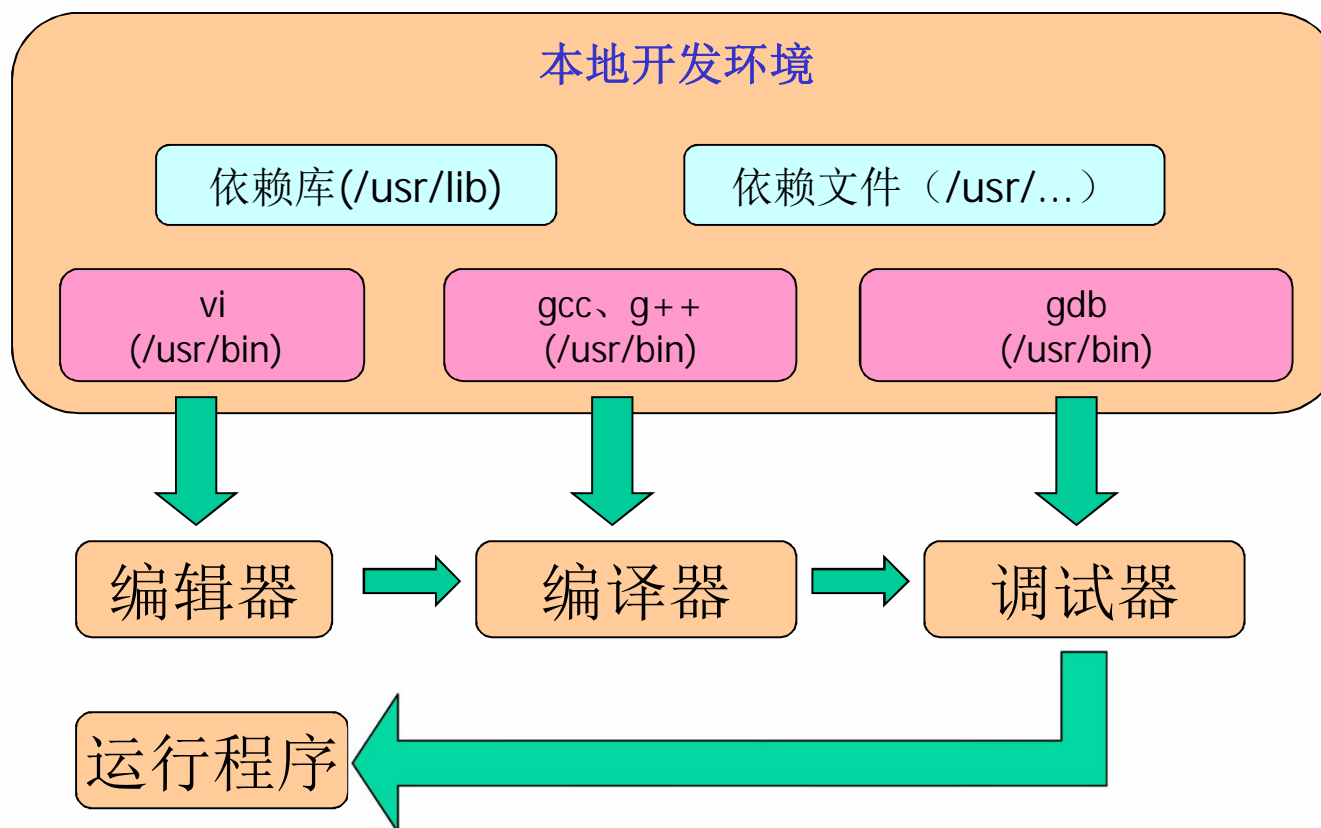 本地开发环境
依赖库(/usr/lib)
依赖文件（/usr/…）
vi
(/usr/bin)
gcc、g++
(/usr/bin)
gdb
(/usr/bin)
编辑器
编译器
调试器
运行程序